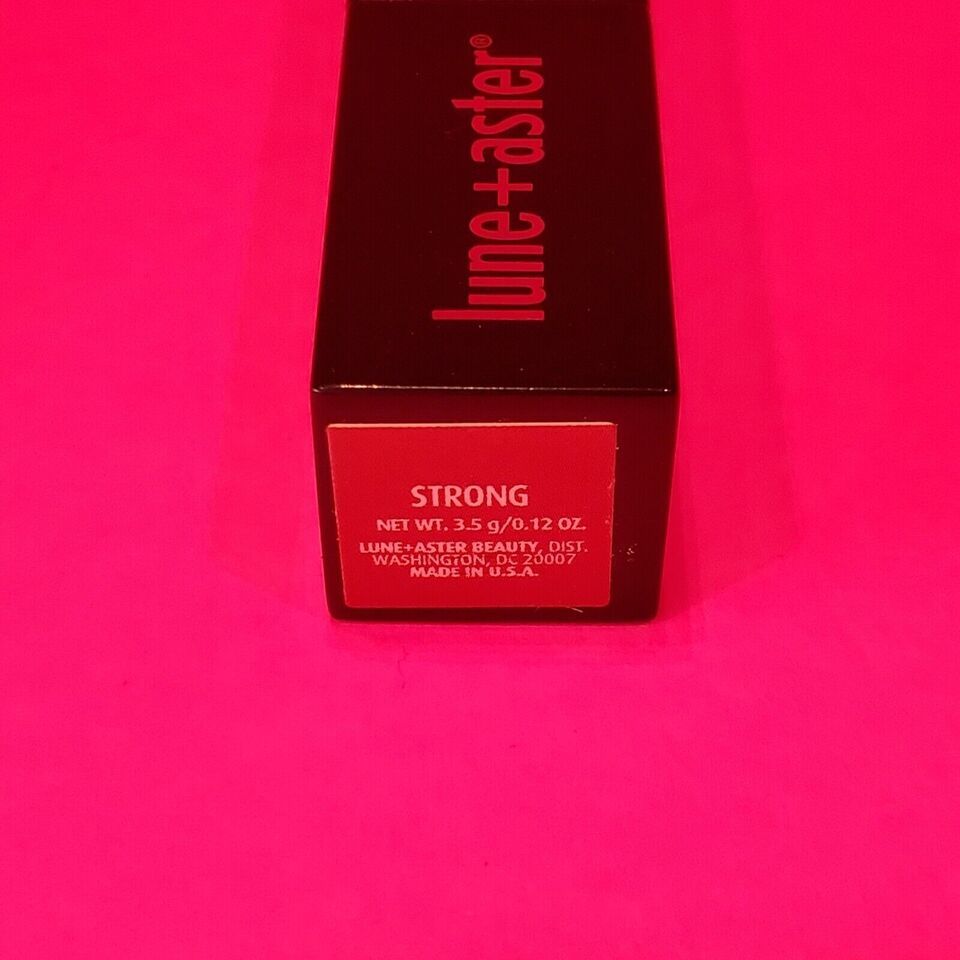 lune+aster®
STRONG
NET WT. 3.5 g/0.12 OZ.
LUNE+ASTER BEAUTY, DIST.
WASHINGTON, DC 20007
MADE IN U.S.A.